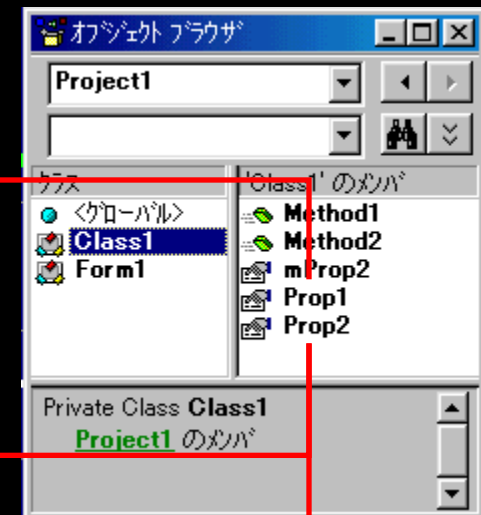 ｵﾌﾞｼﾞｪｸﾄ ﾌﾞﾗｳｻﾞ
Project1
クラス
'Class1' のメンバ
<グローバル>
Class1
Form1
Method1
Method2
mProp2
Prop1
Prop2
Private Class Class1
Project1 のメンバ